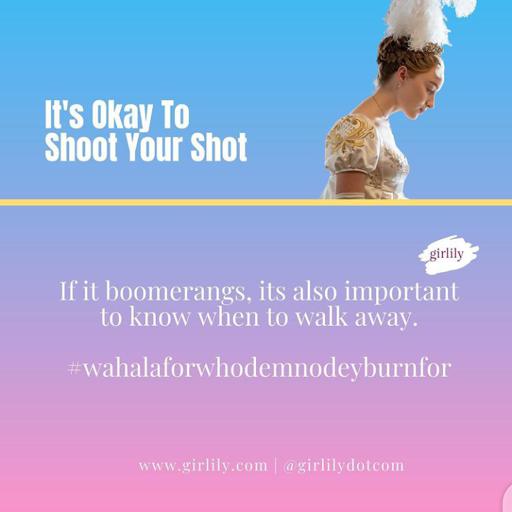 It's Okay To
Shoot Your Shot
girlily
If it boomerangs, its also important
to know when to walk away.
#wahalaforwhodemnodeyburnfor
www.girlily.com | @girlilydotcom